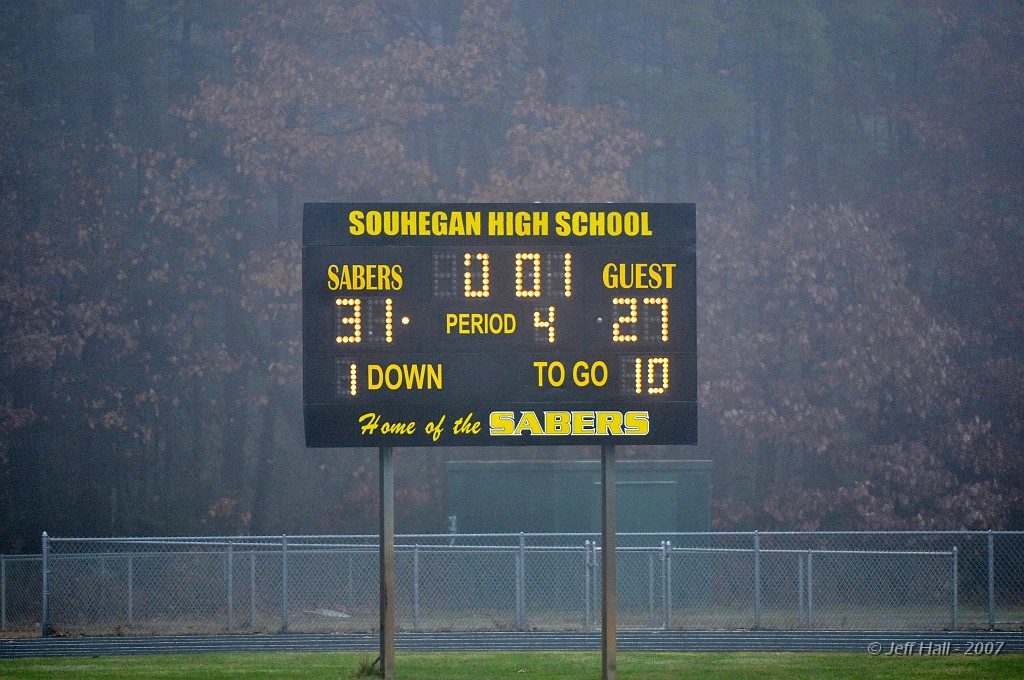 SOUHEGAN HIGH SCHOOL
SABERS 0 01 GUEST
31 PERIOD 4 27
1 DOWN TO GO 10
Home of the SABERS
© Jeff Hall - 2007